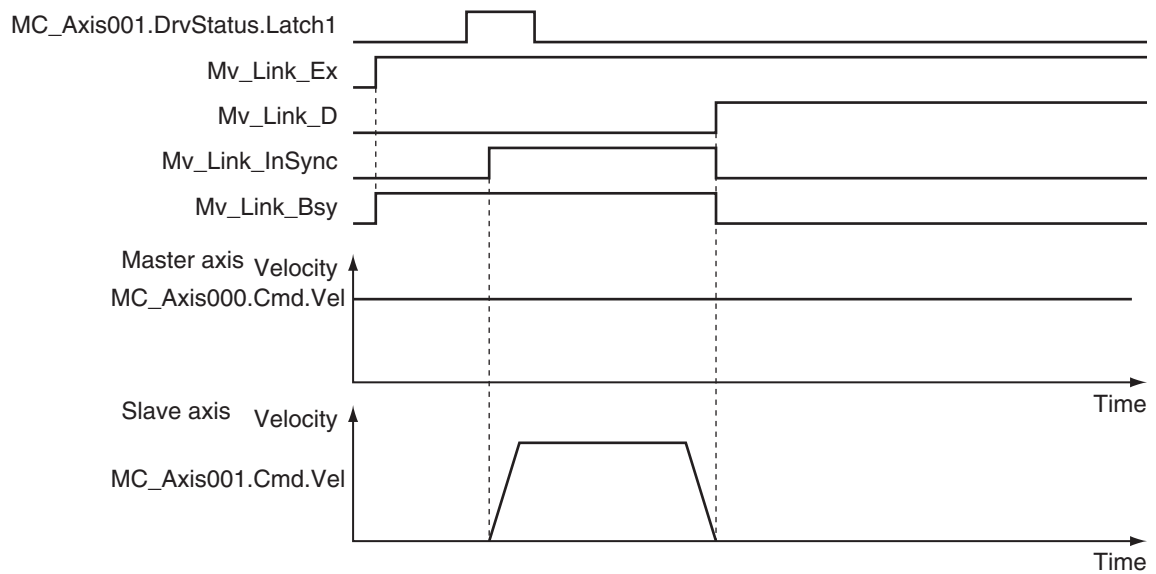 MC_Axis001.DrvStatus.Latch1
Mv_Link_Ex
Mv_Link_D
Mv_Link_InSync
Mv_Link_Bsy
Master axis Velocity
MC_Axis000.Cmd.Vel
Time
Slave axis Velocity
MC_Axis001.Cmd.Vel
Time